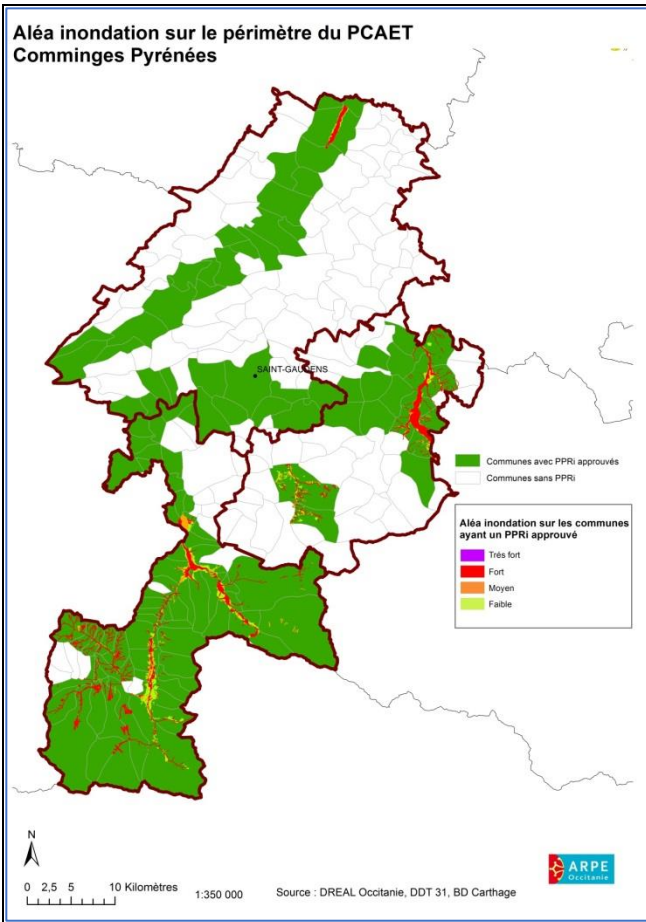 Aléa inondation sur le périmètre du PCAET
Comminges Pyrénées
SAINT-GAUDENS
Communes avec PPRi approuvés
Communes sans PPRi
Aléa inondation sur les communes
ayant un PPRi approuvé
Très fort
Fort
Moyen
Faible
N
0 2,5 5 10 Kilomètres
1:350 000
Source : DREAL Occitanie, DDT 31, BD Carthage
ARPE
Occitanie